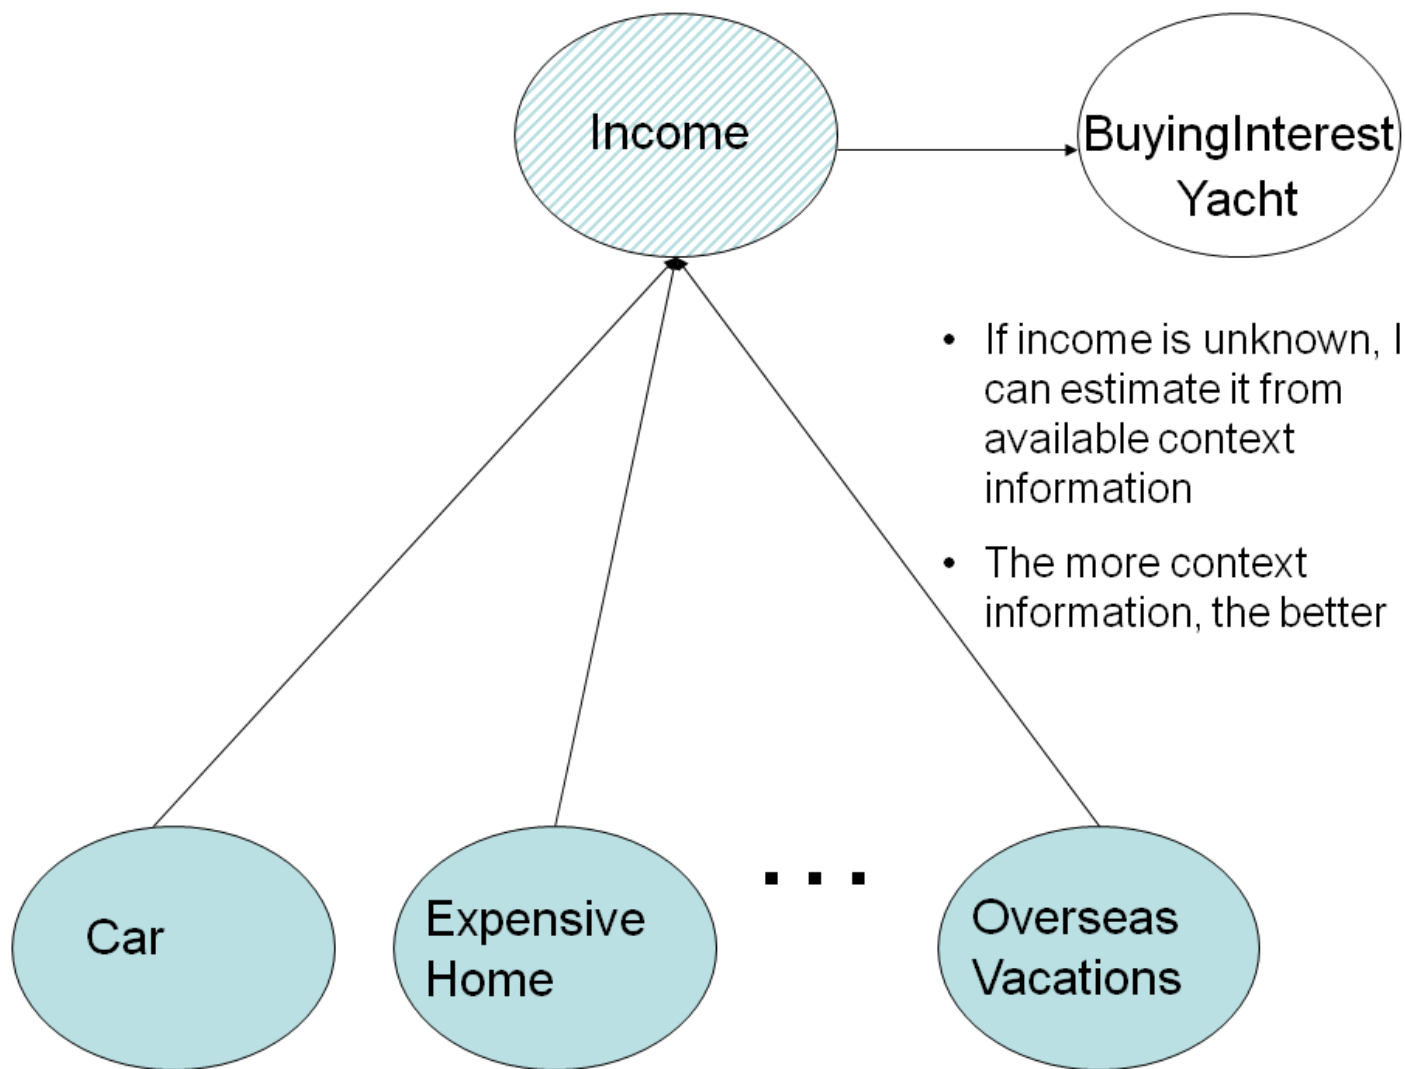 Income
BuyingInterest
Yacht
• If income is unknown, I
can estimate it from
available context
information
• The more context
information, the better
Car
Expensive
Home
...
Overseas
Vacations